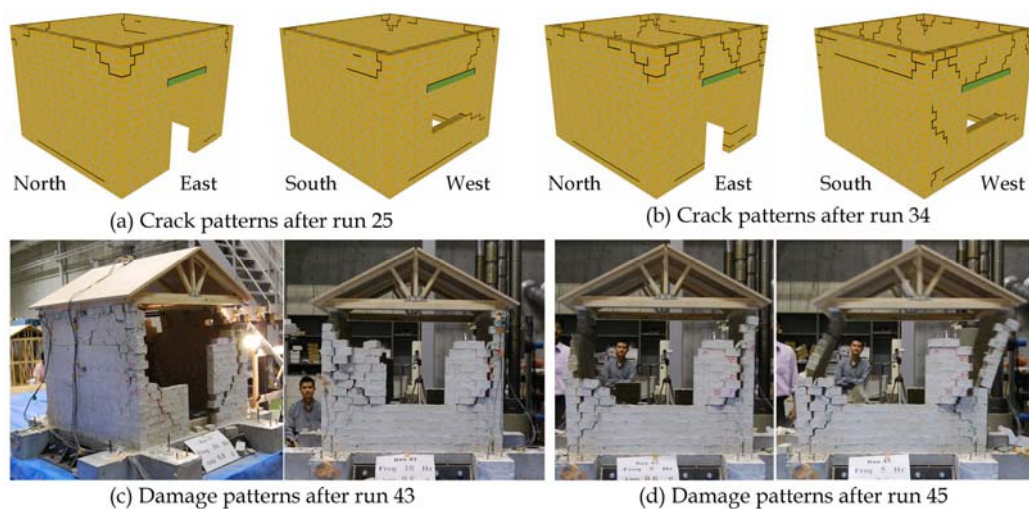 North East South West North East South West
(a) Crack patterns after run 25 (b) Crack patterns after run 34
(c) Damage patterns after run 43 (d) Damage patterns after run 45